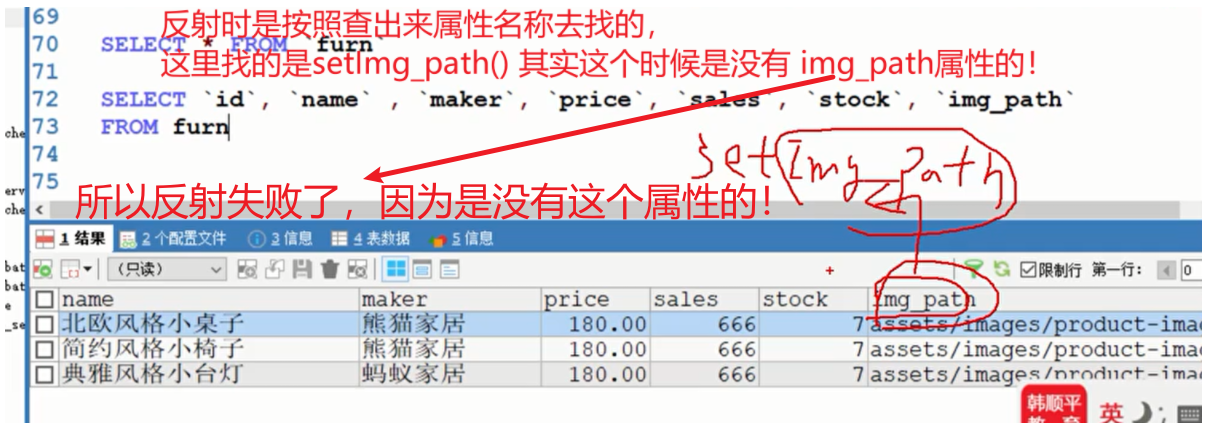 69
反射时是按照查出来属性名称去找的，
70 SELECT * FROM `furn`
这里找的是setImg_path() 其实这个时候是没有 img_path属性的！
71
72 SELECT `id`, `name` , `maker`, `price`, `sales`, `stock`, `img_path`
che 73 FROM furn
74
set Img_Path
erv 75
所以反射失败了，因为是没有这个属性的！
che <
1 结果 2 个配置文件 3 信息 4 表数据 5 信息
bat (只读) 限制行 第一行: 0
bat
e name maker price sales stock img_path
_se 北欧风格小桌子 熊猫家居 180.00 666 7 assets/images/product-imag
简约风格小椅子 熊猫家居 180.00 666 7 assets/images/product-imag
典雅风格小台灯 蚂蚁家居 180.00 666 7 assets/images/product-imag
韩顺平 英
教 育